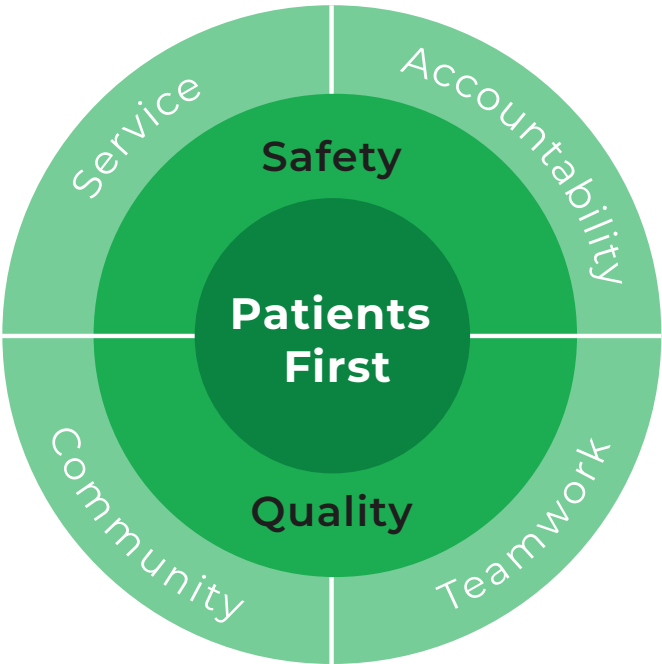 Service
Accountability
Safety
Patients
First
Quality
Community
Teamwork